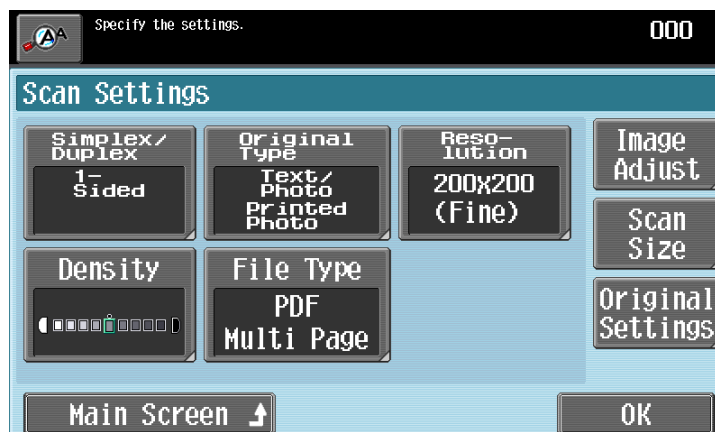 Specify the settings.
000
Scan Settings
Simplex/
Duplex
1-
Sided
Original
Type
Text/
Photo
Printed
Photo
Reso-
lution
200X200
(Fine)
Image
Adjust
Scan
Size
Density
File Type
PDF
Multi Page
Original
Settings
Main Screen
OK